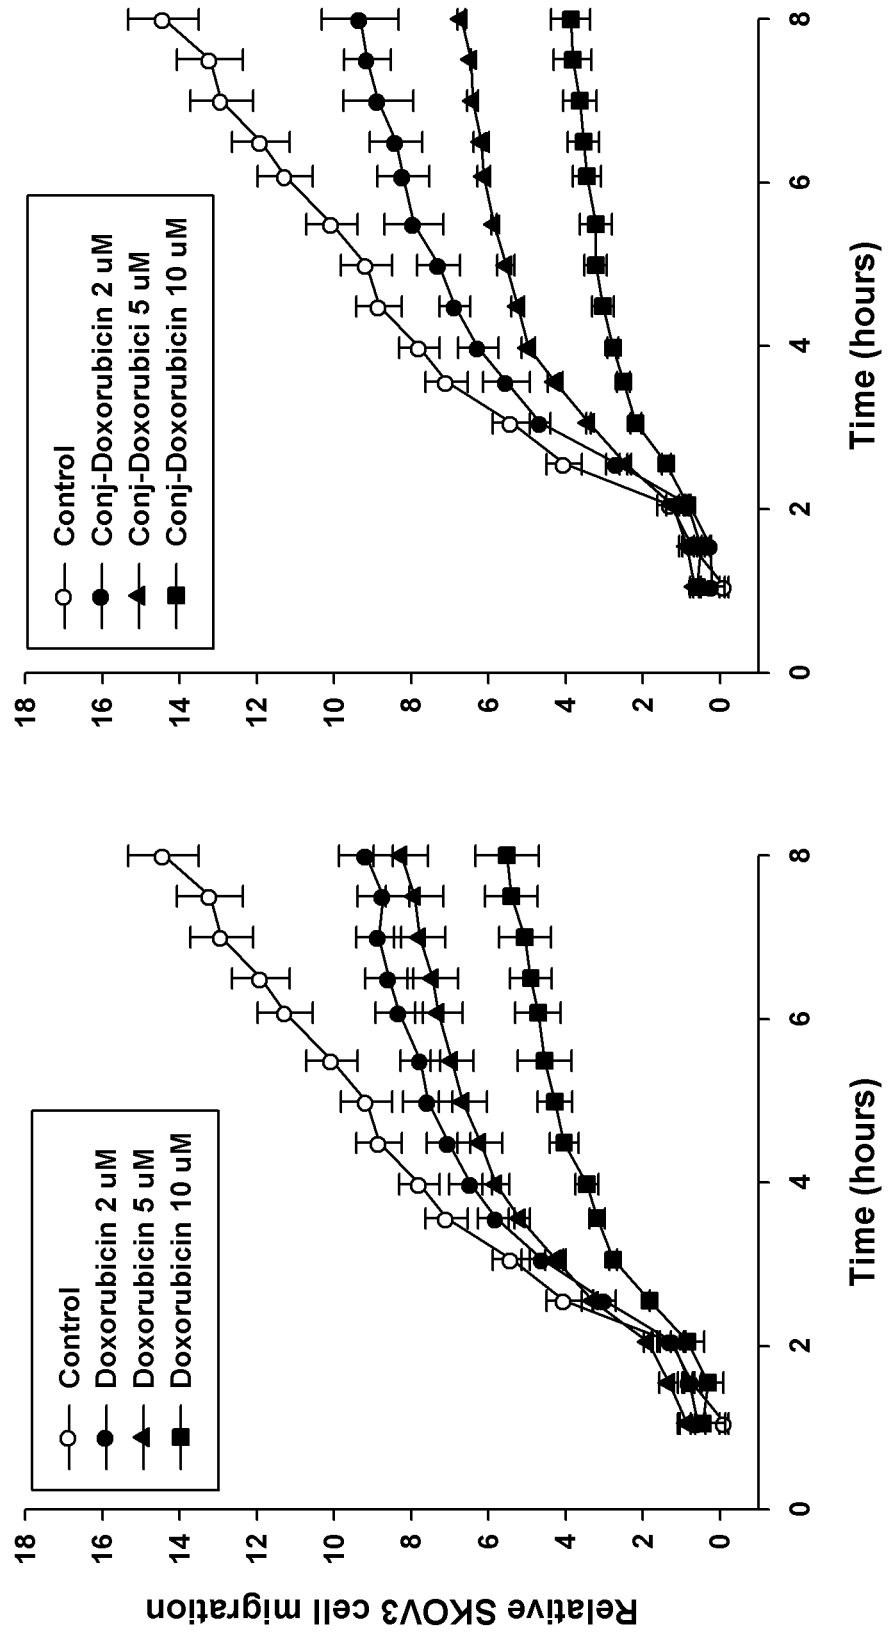 Relative SKOV3 cell migration
18
16
14
12
10
8
6
4
2
0
Control
Doxorubicin 2 uM
Doxorubicin 5 uM
Doxorubicin 10 uM
0
2
4
6
8
Time (hours)
18
16
14
12
10
8
6
4
2
0
Control
Conj-Doxorubicin 2 uM
Conj-Doxorubici 5 uM
Conj-Doxorubicin 10 uM
0
2
4
6
8
Time (hours)